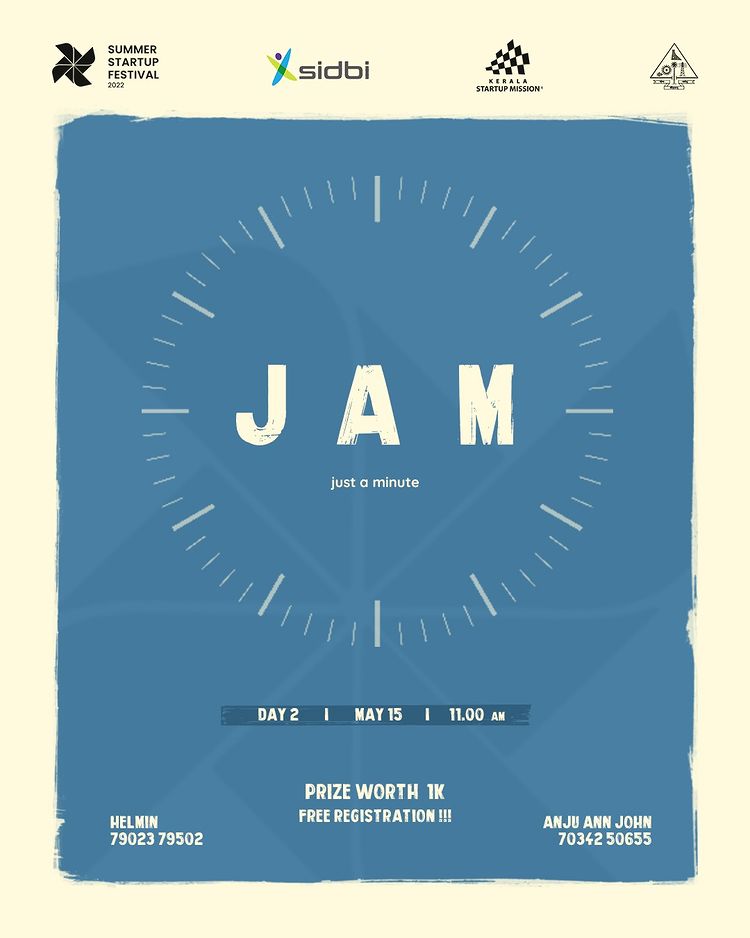 SUMMER
STARTUP
FESTIVAL
2022
sidbi
KERALA
STARTUP MISSION
JAM
just a minute
DAY 2 | MAY 15 | 11.00 AM
PRIZE WORTH 1K
FREE REGISTRATION !!!
HELMIN
79023 79502
ANJU ANN JOHN
70342 50655